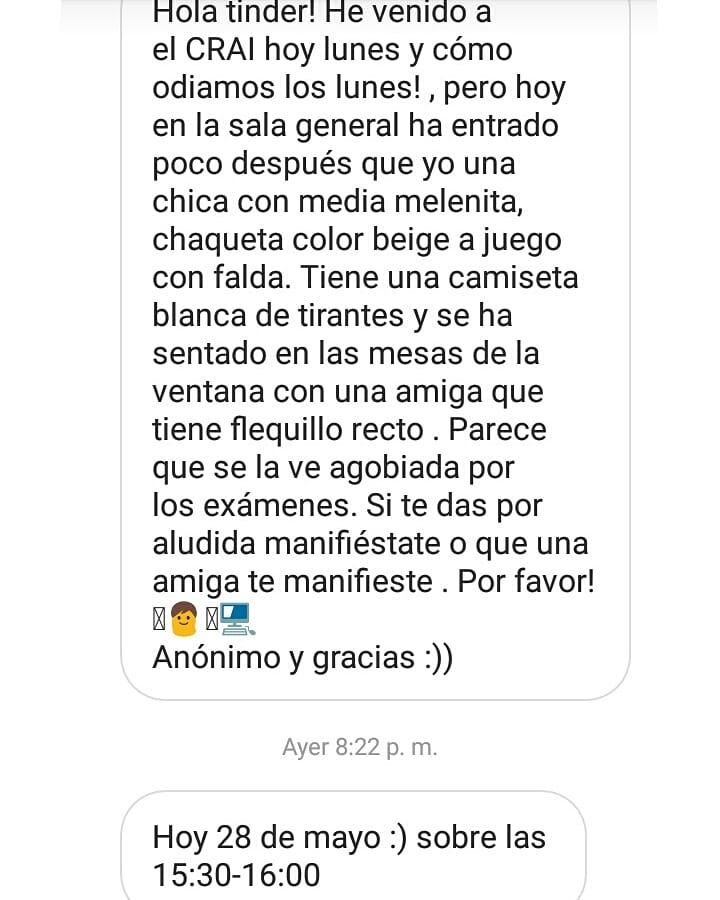 Hola tinder! He venido a
el CRAI hoy lunes y cómo
odiamos los lunes! , pero hoy
en la sala general ha entrado
poco después que yo una
chica con media melenita,
chaqueta color beige a juego
con falda. Tiene una camiseta
blanca de tirantes y se ha
sentado en las mesas de la
ventana con una amiga que
tiene flequillo recto . Parece
que se la ve agobiada por
los exámenes. Si te das por
aludida manifiéstate o que una
amiga te manifieste . Por favor!
Anónimo y gracias :))
Ayer 8:22 p. m.
Hoy 28 de mayo :) sobre las
15:30-16:00